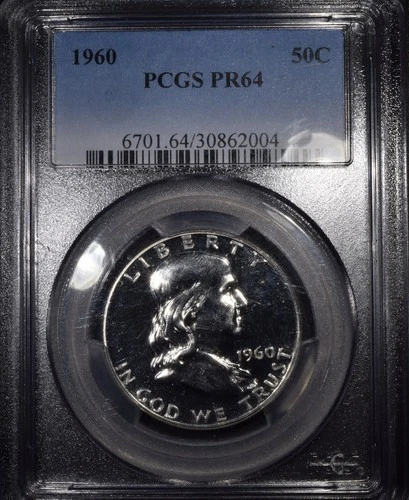 1960 50C
PCGS PR64
6701.64/30862004
LIBERTY
1960
IN GOD WE TRUST